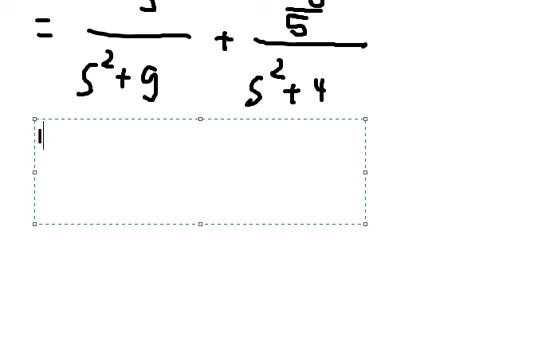 = / s²+9 + /5 / s²+4
I